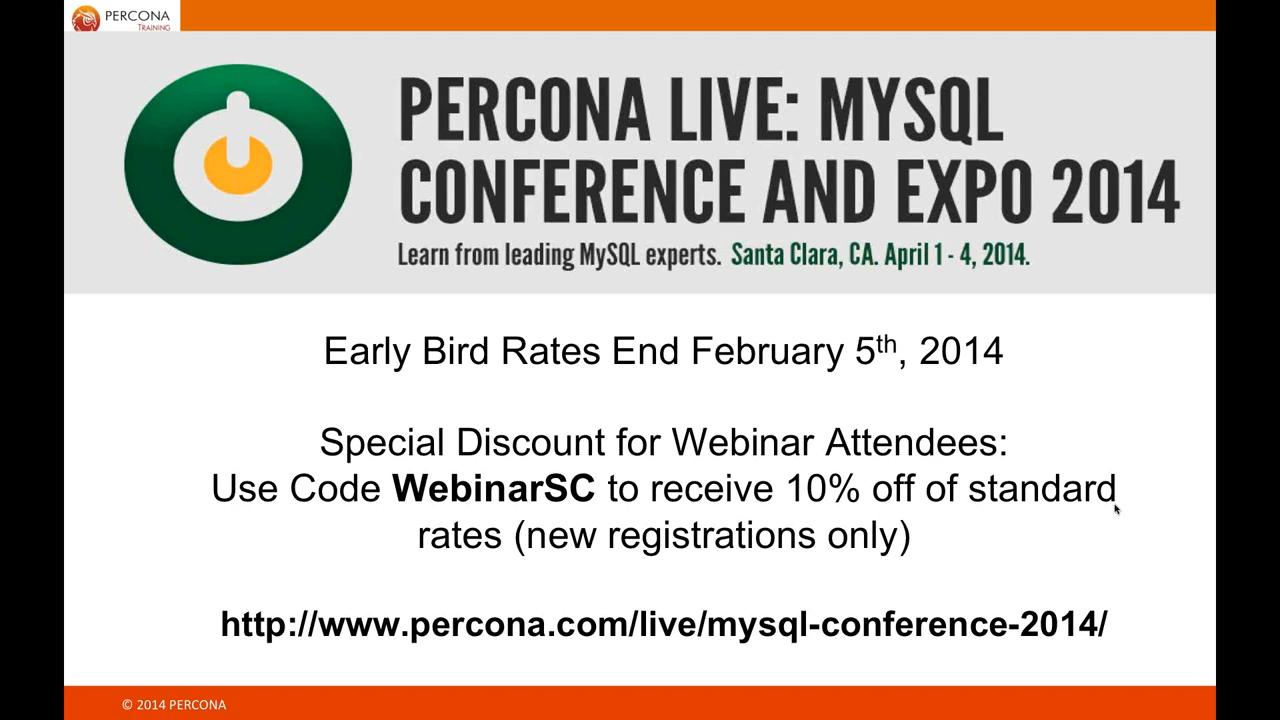 PERCONA
TRAINING
PERCONA LIVE: MYSQL
CONFERENCE AND EXPO 2014
Learn from leading MySQL experts. Santa Clara, CA. April 1 - 4, 2014.
Early Bird Rates End February 5th, 2014
Special Discount for Webinar Attendees:
Use Code WebinarSC to receive 10% off of standard
rates (new registrations only)
http://www.percona.com/live/mysql-conference-2014/
© 2014 PERCONA